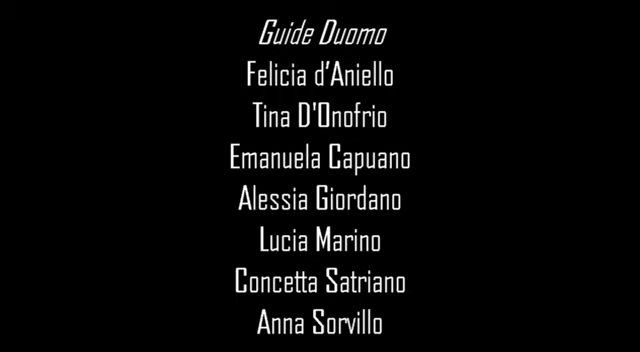 Guide Duomo
Felicia d’Aniello
Tina D'Onofrio
Emanuela Capuano
Alessia Giordano
Lucia Marino
Concetta Satriano
Anna Sorvillo